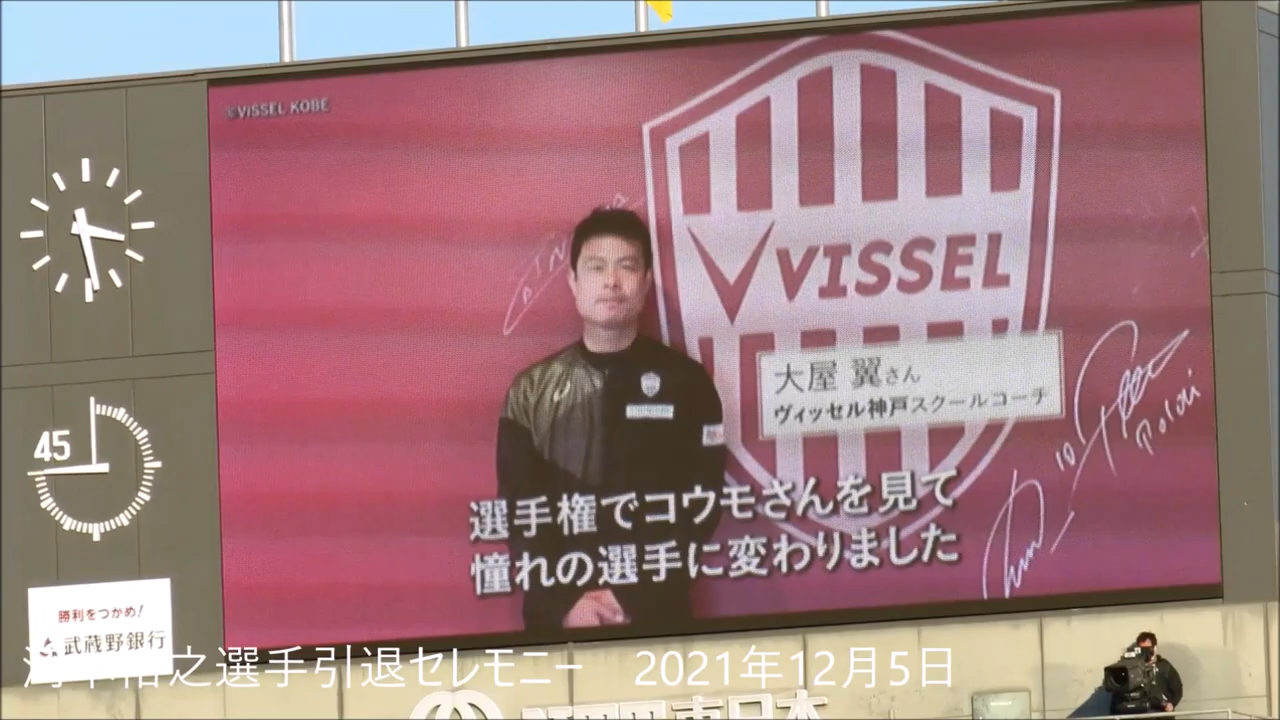 ©VISSEL KOBE
VISSEL
大屋 翼さん
ヴィッセル神戸スクールコーチ
10
選手権でコウモさんを見て
憧れの選手に変わりました
45
勝利をつかめ!
武蔵野銀行
之選手引退セレモニー 2021年12月5日
東日本